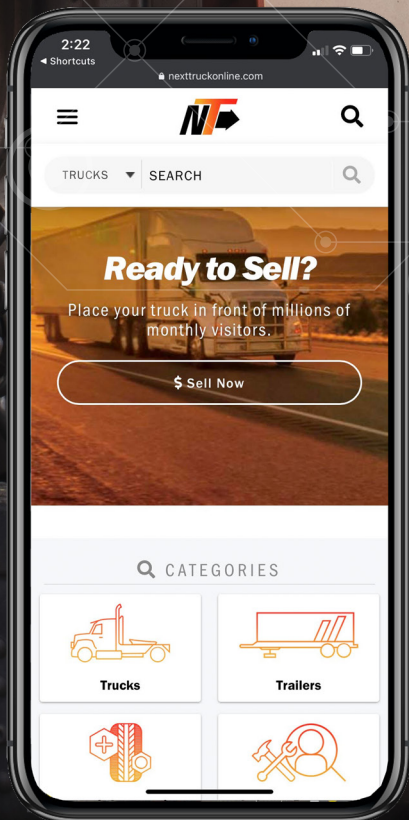 2:22
◀ Shortcuts
nexttruckonline.com
NT
TRUCKS ▼ SEARCH
Ready to Sell?
Place your truck in front of millions of
monthly visitors.
$ Sell Now
CATEGORIES
Trucks Trailers